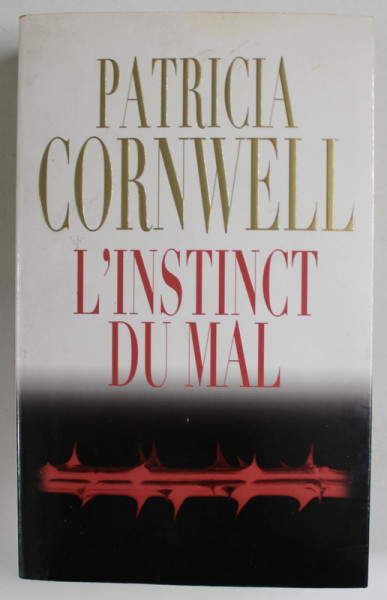 PATRICIA
CORNWELL
L'INSTINCT
DU MAL